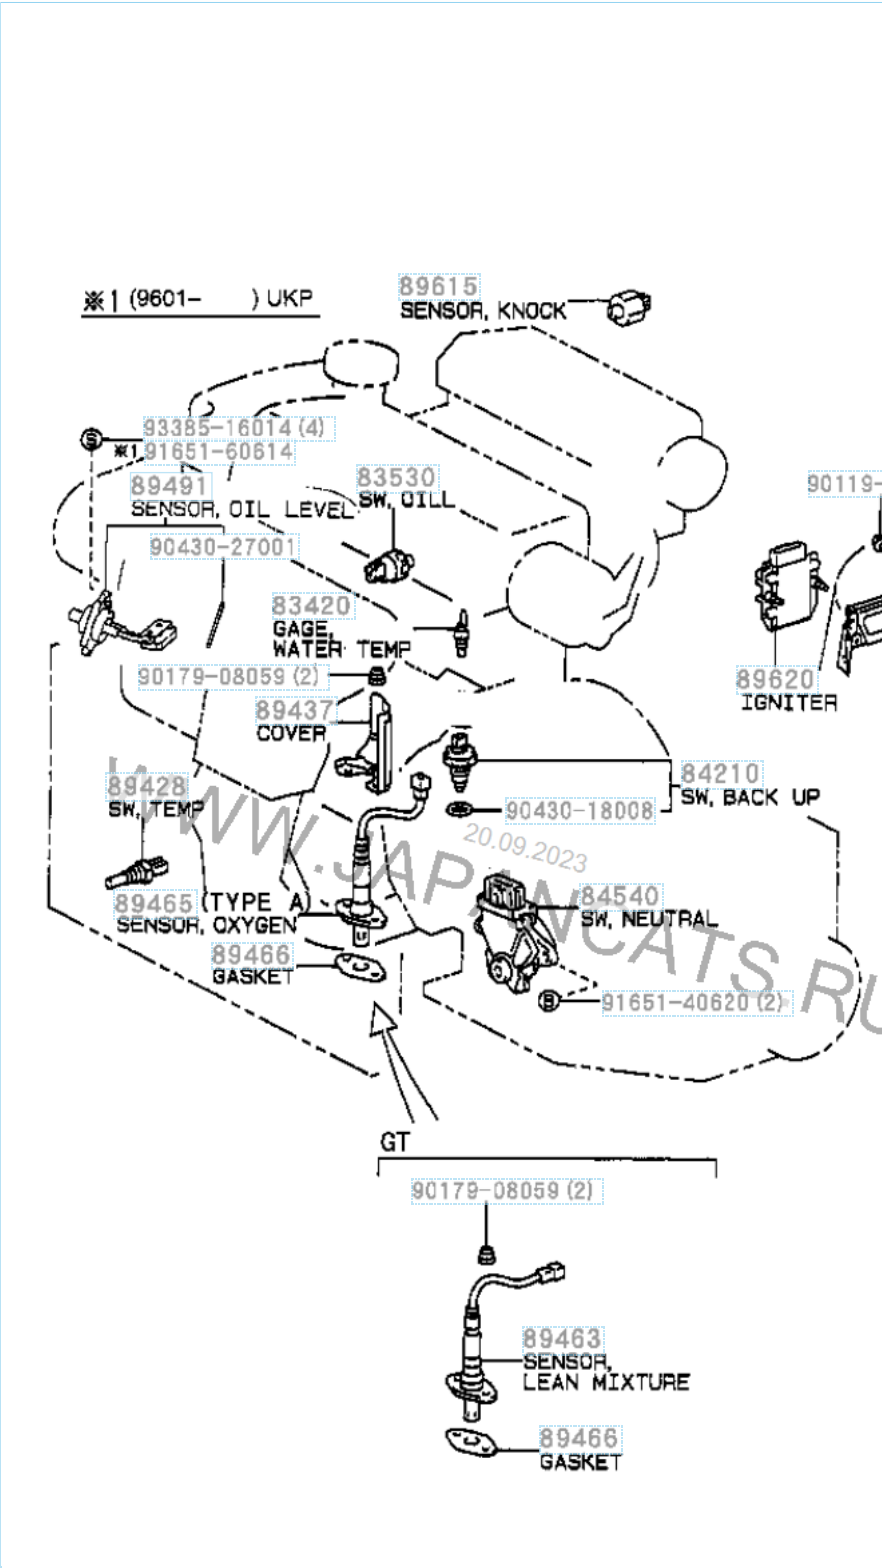 ※1 (9601-      ) UKP
89615
SENSOR, KNOCK
93385-16014 (4)
※1 91651-60614
89491
SENSOR, OIL LEVEL
90430-27001
83530
SW, OILL
90119-
83420
GAGE,
WATER TEMP
90179-08059 (2)
89437
COVER
89620
IGNITER
89428
SW, TEMP
84210
SW, BACK UP
90430-18008
20.09.2023
WWW.JAPANCATS.RU
89465 (TYPE A)
SENSOR, OXYGEN
84540
SW, NEUTRAL
89466
GASKET
91651-40620 (2)
GT
90179-08059 (2)
89463
SENSOR,
LEAN MIXTURE
89466
GASKET